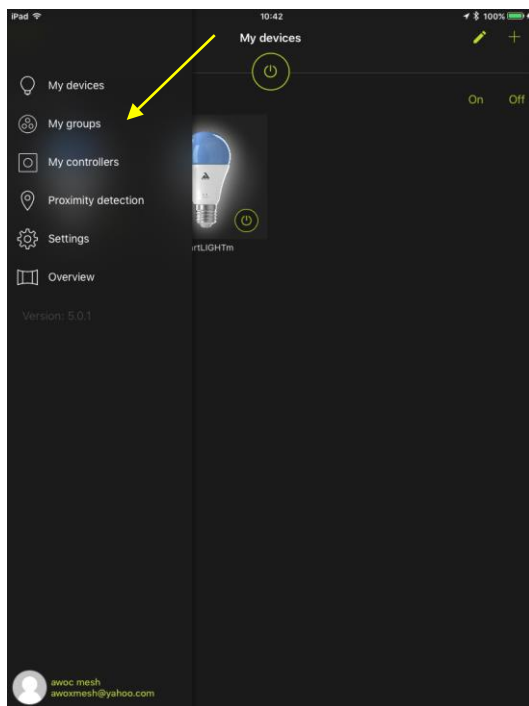 iPad 10:42 100%
My devices
My devices
On Off
My groups
My controllers
Proximity detection
Settings
artLIGHTm
Overview
Version: 5.0.1
awoc mesh
awoxmesh@yahoo.com